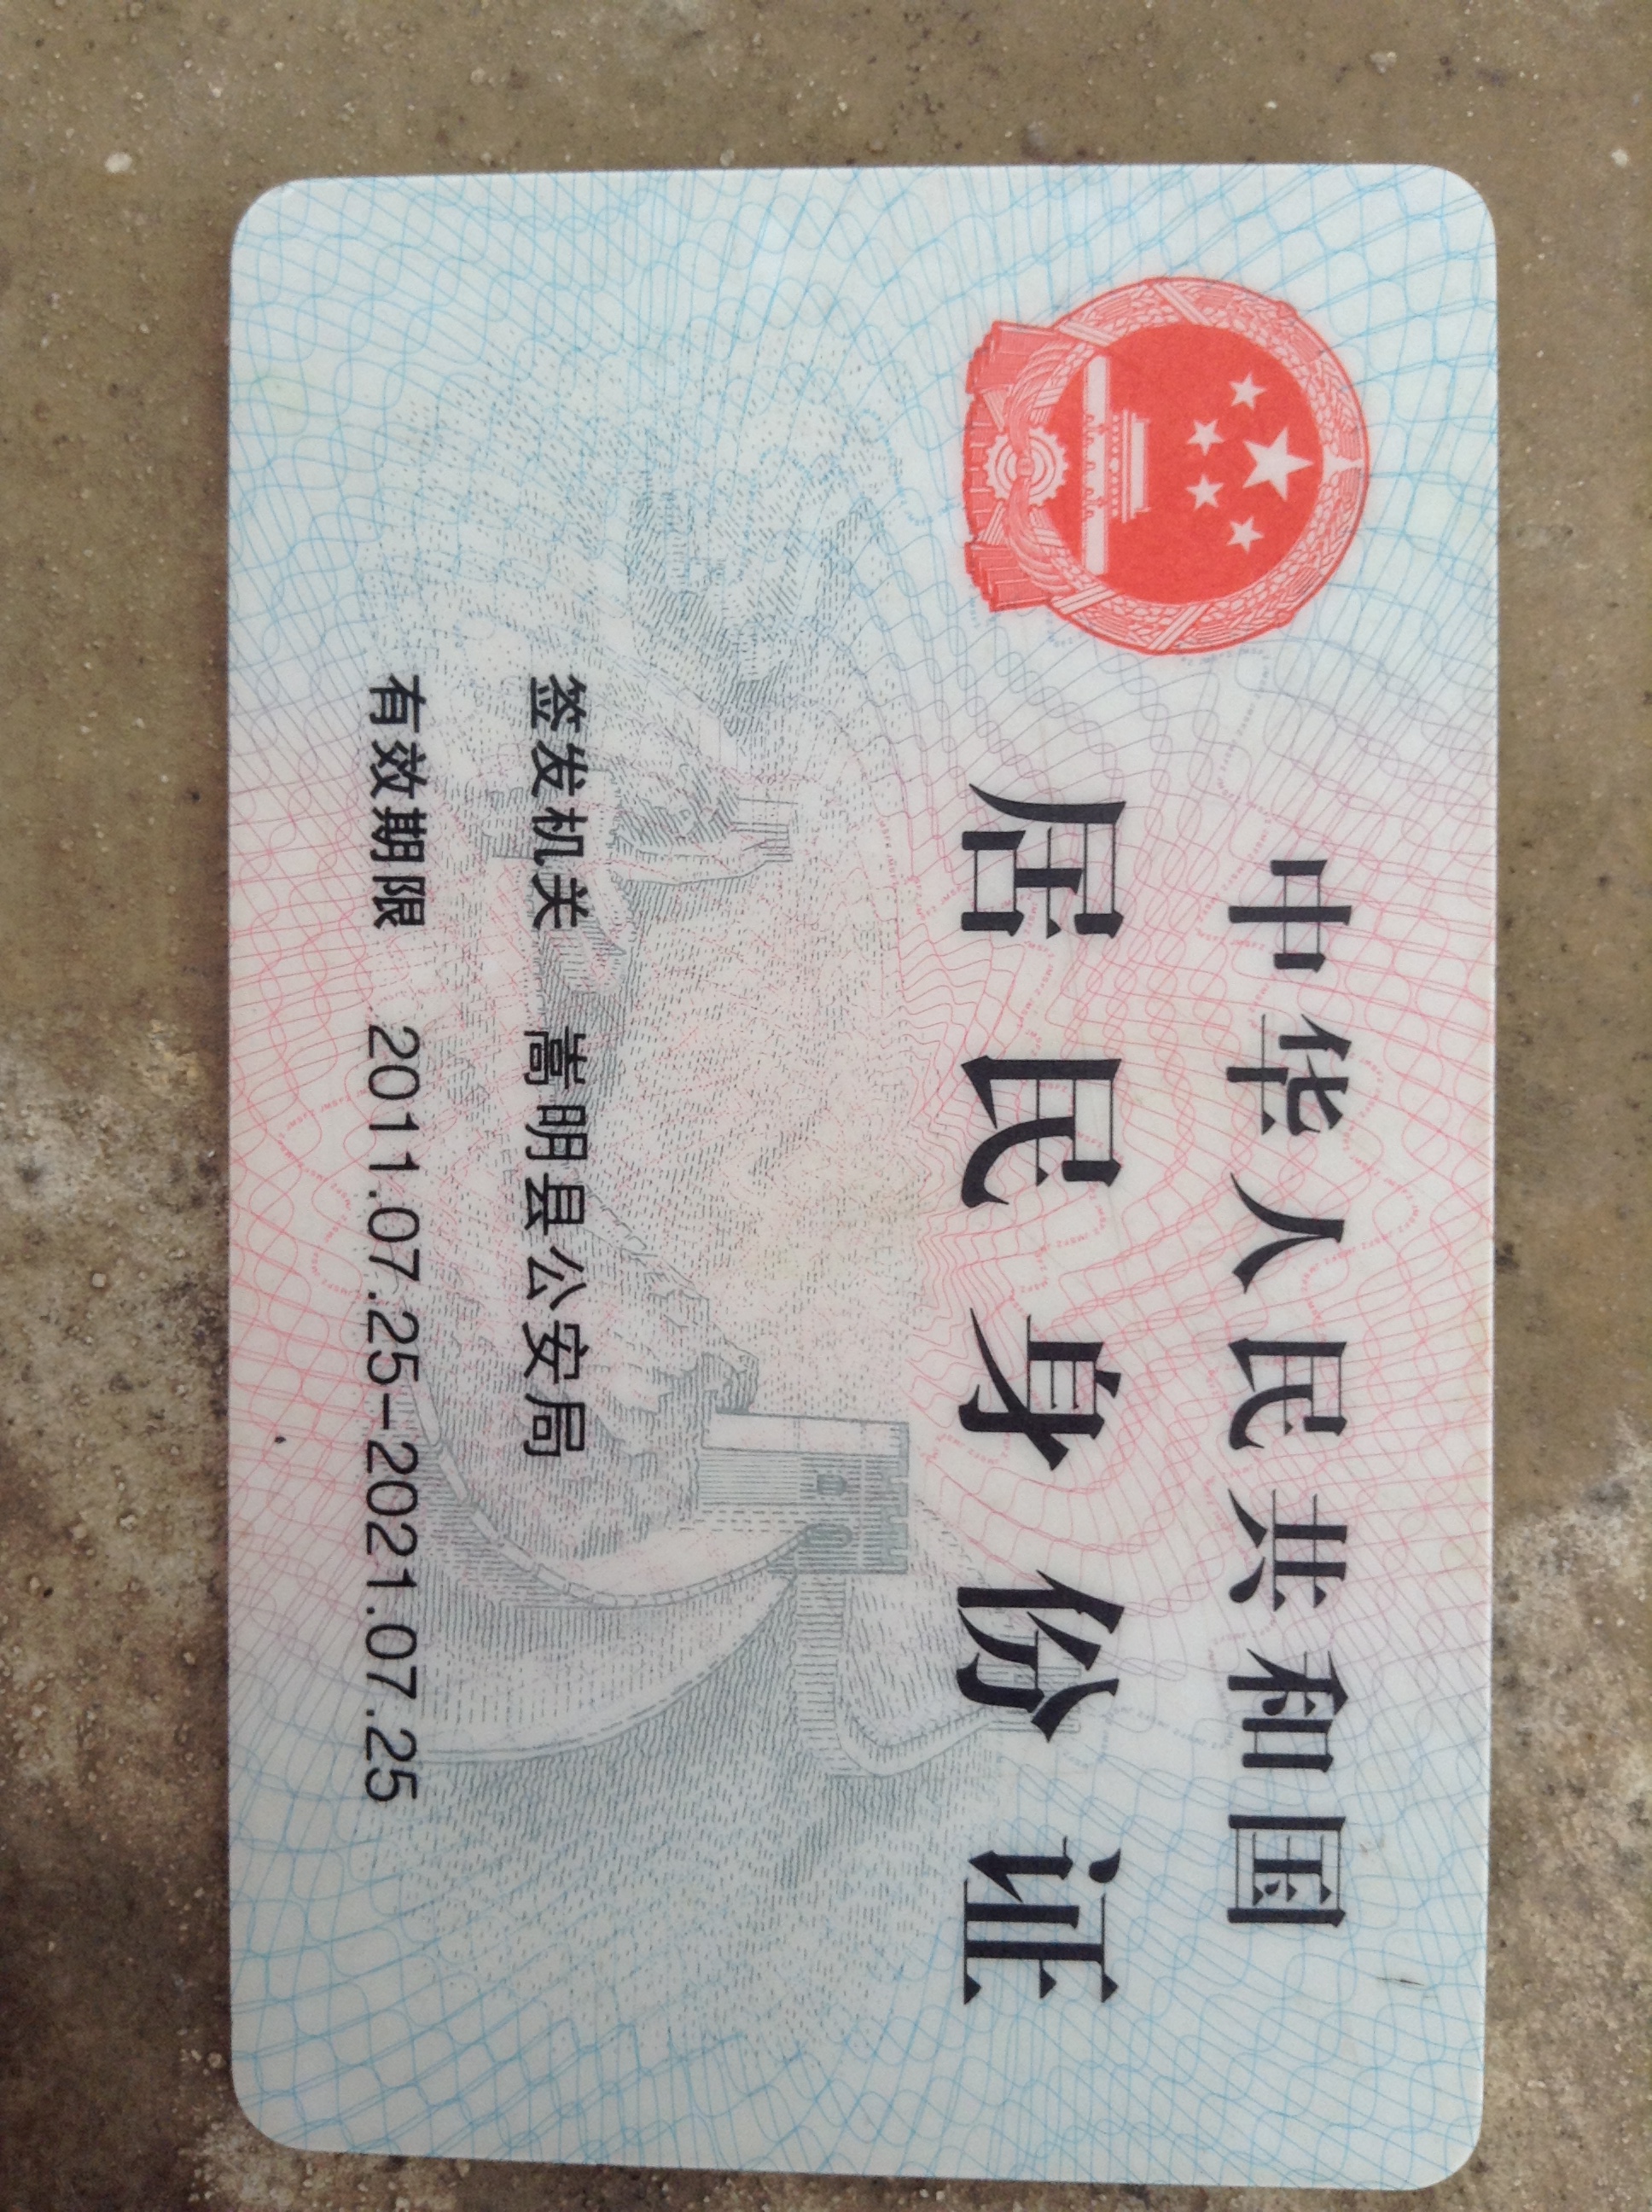 中华人民共和国
居民身份证
签发机关 嵩明县公安局
有效期限 2011.07.25-2021.07.25